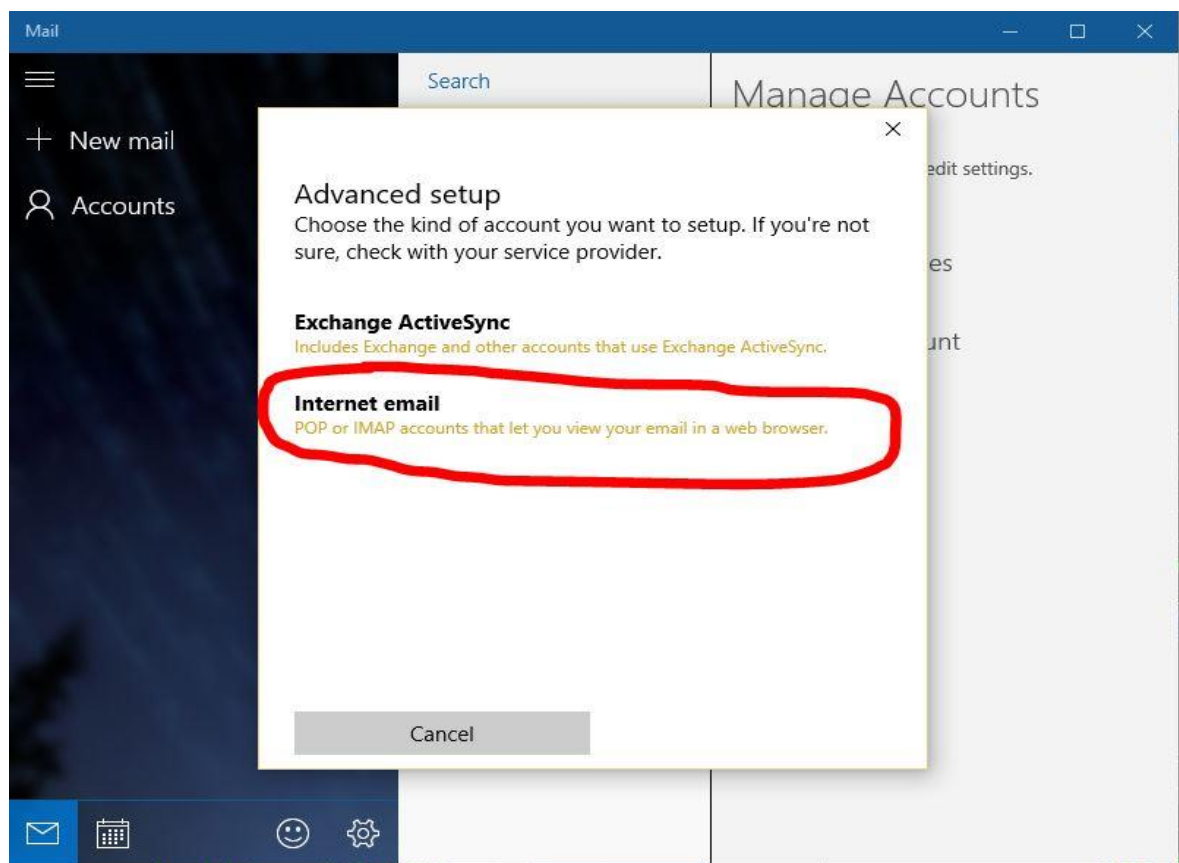 Mail
Search
Manage Accounts
New mail
edit settings.
Accounts
Advanced setup
Choose the kind of account you want to setup. If you're not
sure, check with your service provider.
Exchange ActiveSync
Includes Exchange and other accounts that use Exchange ActiveSync.
Internet email
POP or IMAP accounts that let you view your email in a web browser.
Cancel